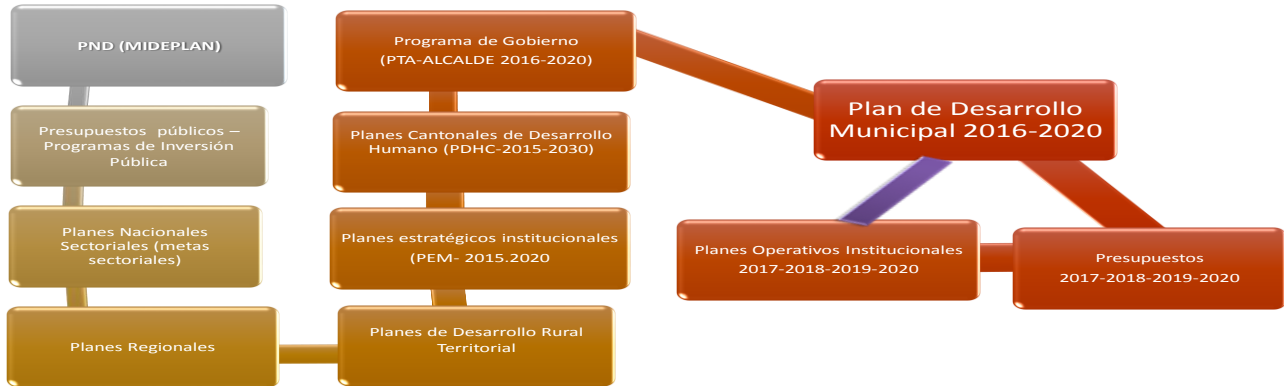 PND (MIDEPLAN)
Presupuestos públicos –
Programas de Inversión
Pública
Planes Nacionales
Sectoriales (metas
sectoriales)
Planes Regionales
Planes de Desarrollo Rural
Territorial
Planes estratégicos institucionales
(PEM- 2015.2020
Planes Cantonales de Desarrollo
Humano (PDHC-2015-2030)
Programa de Gobierno
(PTA-ALCALDE 2016-2020)
Plan de Desarrollo
Municipal 2016-2020
Planes Operativos Institucionales
2017-2018-2019-2020
Presupuestos
2017-2018-2019-2020